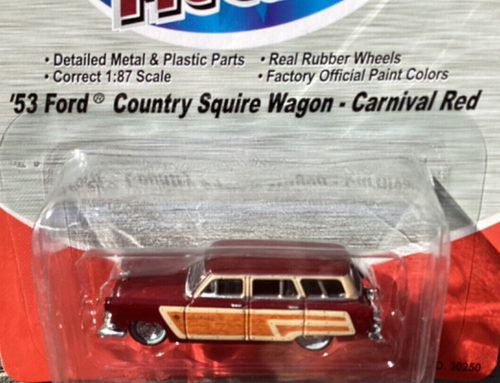 • Detailed Metal & Plastic Parts • Real Rubber Wheels
• Correct 1:87 Scale • Factory Official Paint Colors
'53 Ford ® Country Squire Wagon - Carnival Red
30250